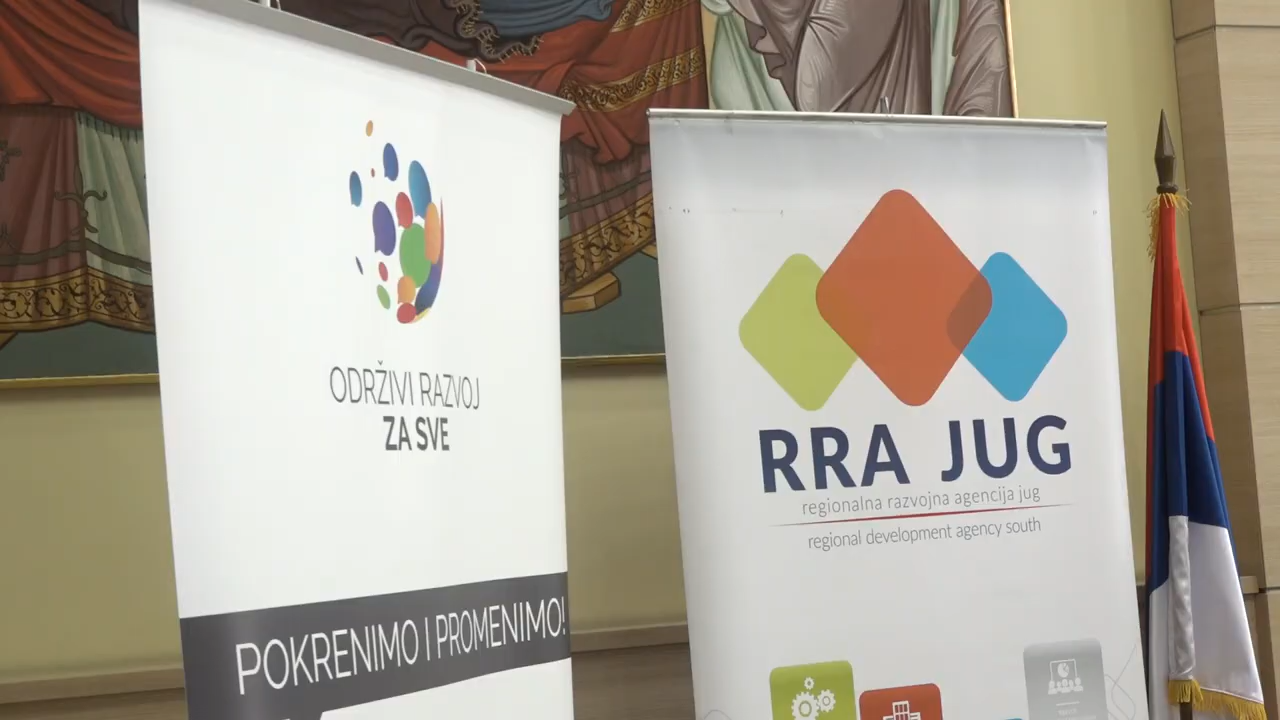 ODRŽIVI RAZVOJ
ZA SVE
POKRENIMO I PROMENIMO!
RRA JUG
regionalna razvojna agencija jug
regional development agency south